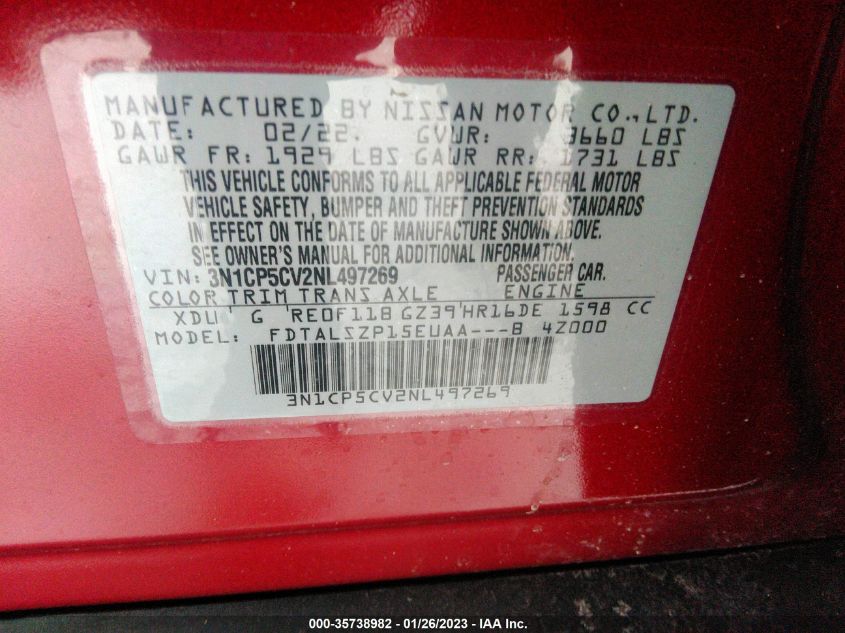 MANUFACTURED BY NISSAN MOTOR CO.,LTD.
DATE: 02/22. GVWR: 3660 LBS
GAWR FR: 1929 LBS GAWR RR: 1731 LBS
THIS VEHICLE CONFORMS TO ALL APPLICABLE FEDERAL MOTOR
VEHICLE SAFETY, BUMPER AND THEFT PREVENTION STANDARDS
IN EFFECT ON THE DATE OF MANUFACTURE SHOWN ABOVE.
SEE OWNER'S MANUAL FOR ADDITIONAL INFORMATION.
VIN: 3N1CP5CV2NL497269 PASSENGER CAR.
COLOR TRIM TRANS AXLE ENGINE
XDU G RE0F11B GZ39 HR16DE 1598 CC
MODEL: FDTALSZP15EUAA---B 4Z000
3N1CP5CV2NL497269
000-35738982 — 01/26/2023 — IAA Inc.